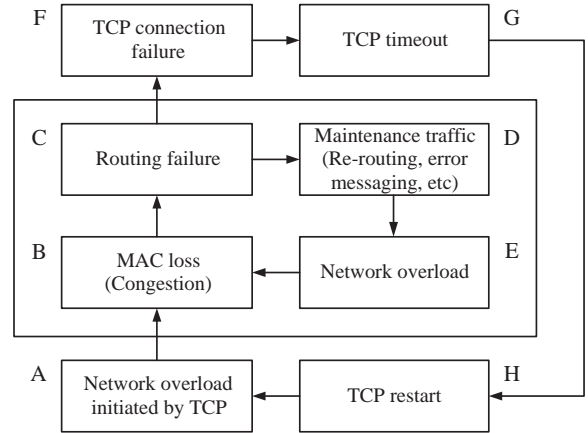 F
TCP connection
failure
TCP timeout
G
C
Routing failure
Maintenance traffic
(Re-routing, error
messaging, etc)
D
B
MAC loss
(Congestion)
Network overload
E
A
Network overload
initiated by TCP
TCP restart
H